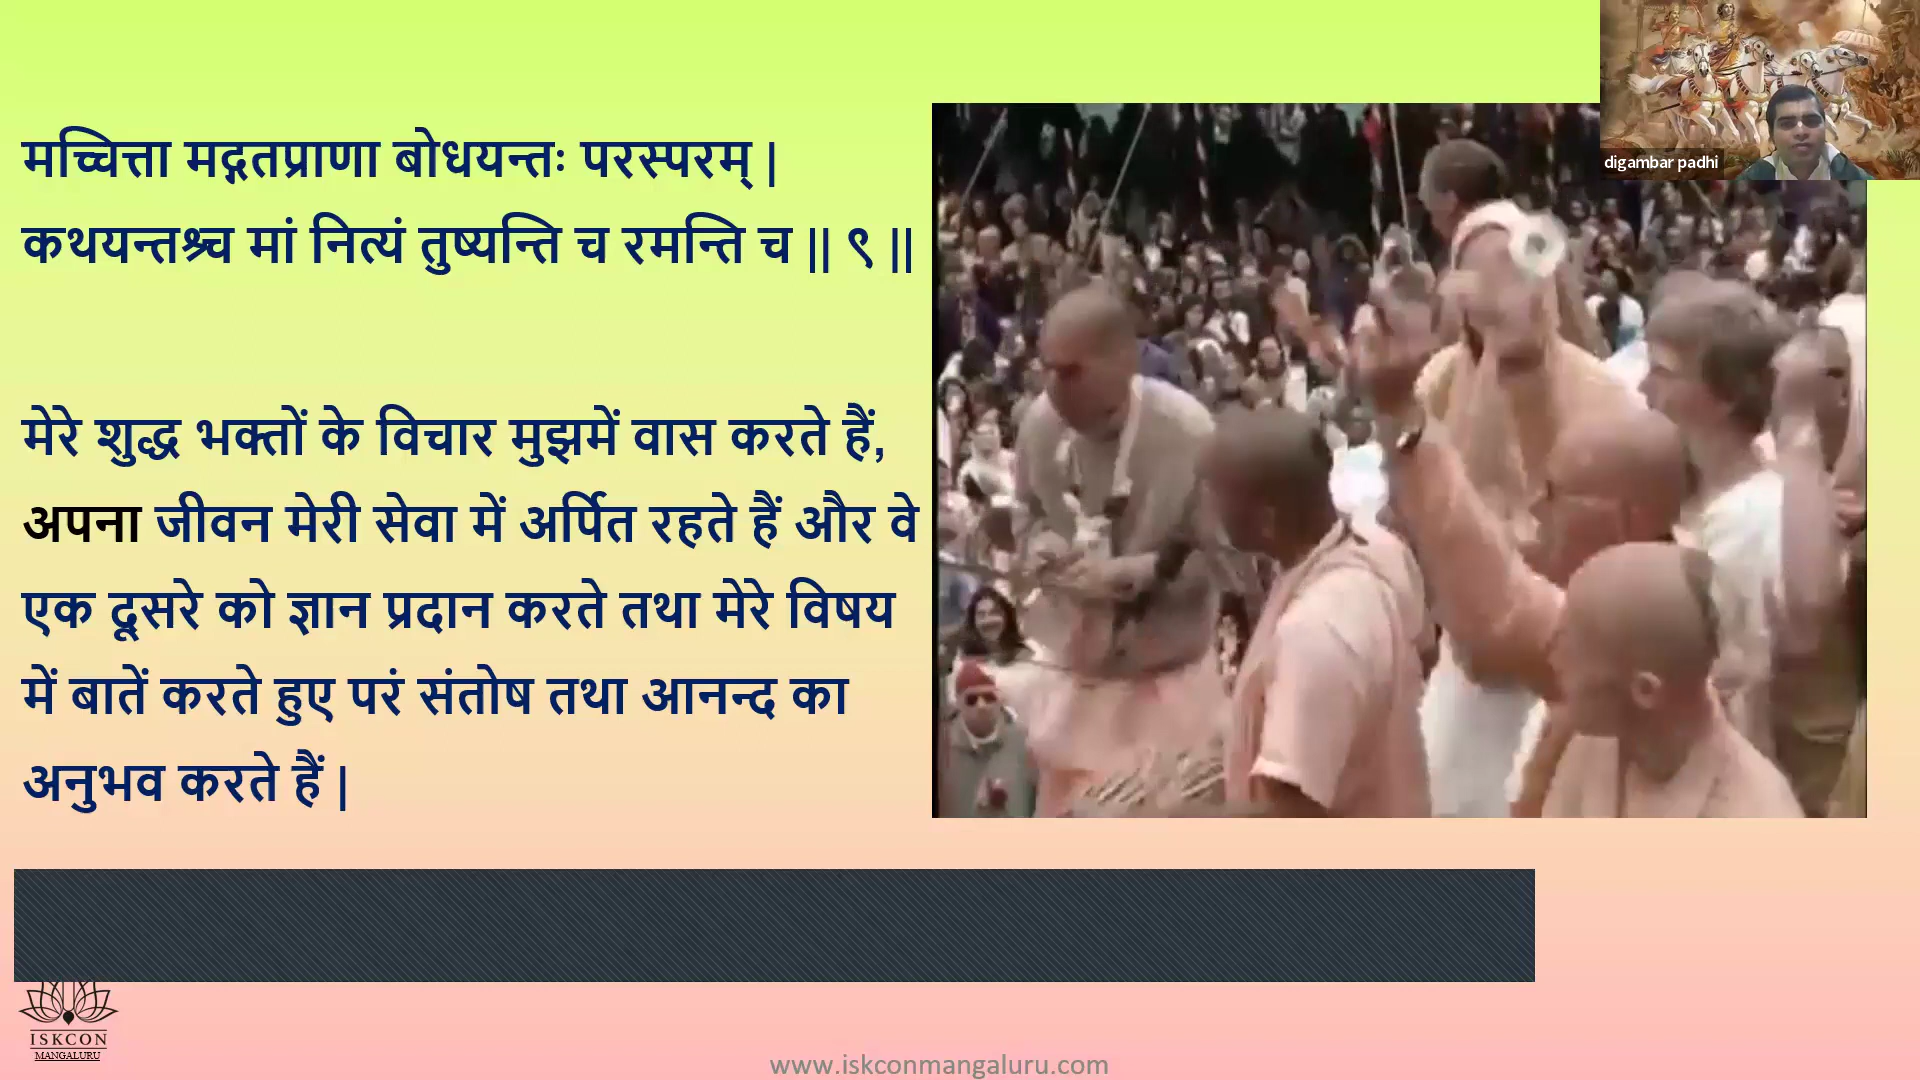 मच्चित्ता मद्गतप्राणा बोधयन्तः परस्परम् |
कथयन्तश्र्च मां नित्यं तुष्यन्ति च रमन्ति च || ९ ||
मेरे शुद्ध भक्तों के विचार मुझमें वास करते हैं,
अपना जीवन मेरी सेवा में अर्पित रहते हैं और वे
एक दूसरे को ज्ञान प्रदान करते तथा मेरे विषय
में बातें करते हुए परं संतोष तथा आनन्द का
अनुभव करते हैं |
digambar padhi
ISKCON
MANGALURU
www.iskconmangaluru.com